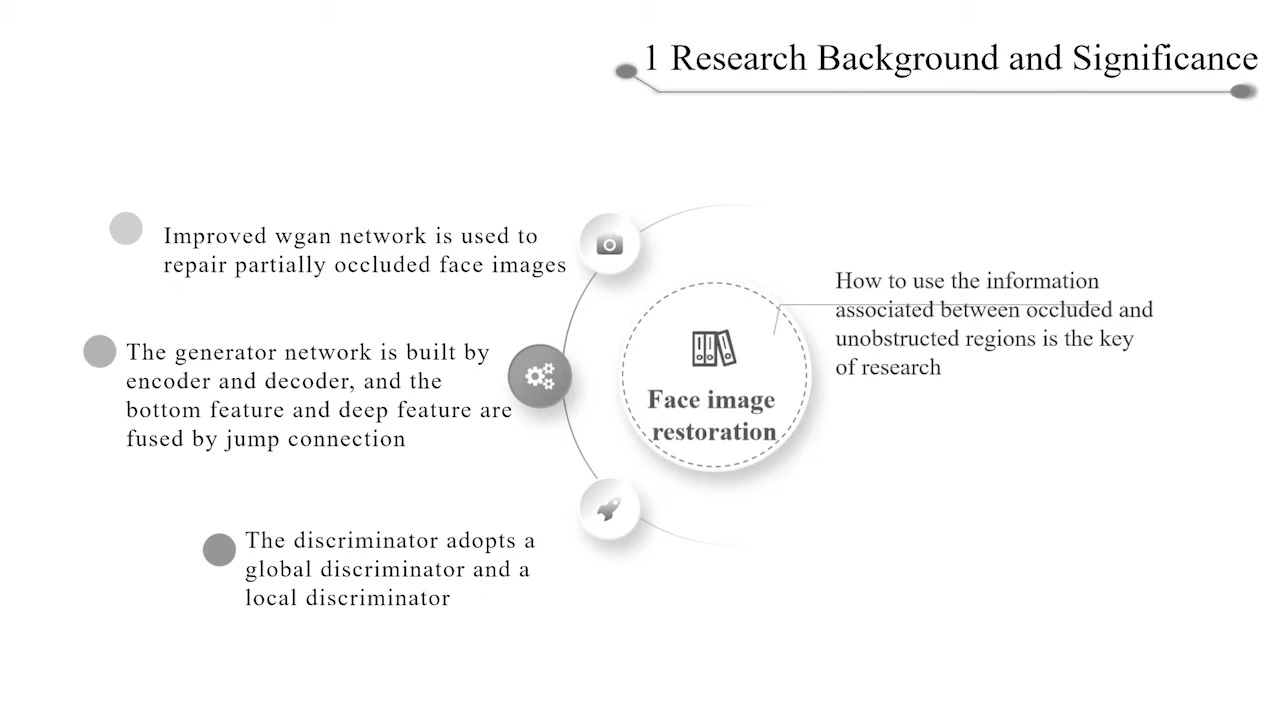 1 Research Background and Significance
Improved wgan network is used to
repair partially occluded face images
The generator network is built by
encoder and decoder, and the
bottom feature and deep feature are
fused by jump connection
The discriminator adopts a
global discriminator and a
local discriminator
Face image
restoration
How to use the information
associated between occluded and
unobstructed regions is the key
of research